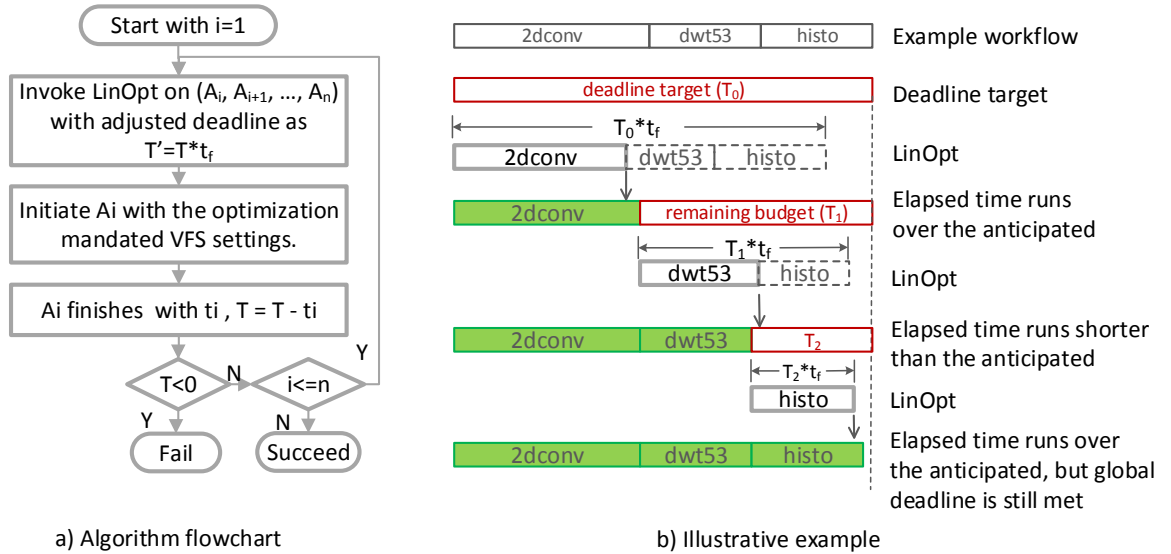 Start with i=1
Invoke LinOpt on (Ai, Ai+1, ..., An)
with adjusted deadline as
T'=T*tf
Initiate Ai with the optimization
mandated VFS settings.
Ai finishes with ti , T = T - ti
T<0
N
i<=n
Y
Y
N
Fail
Succeed
a) Algorithm flowchart
2dconv
dwt53
histo
Example workflow
deadline target (T0)
Deadline target
T0*tf
2dconv
dwt53
histo
LinOpt
2dconv
remaining budget (T1)
Elapsed time runs
over the anticipated
T1*tf
dwt53
histo
LinOpt
2dconv
dwt53
T2
Elapsed time runs shorter
than the anticipated
T2*tf
histo
LinOpt
2dconv
dwt53
histo
Elapsed time runs over
the anticipated, but global
deadline is still met
b) Illustrative example